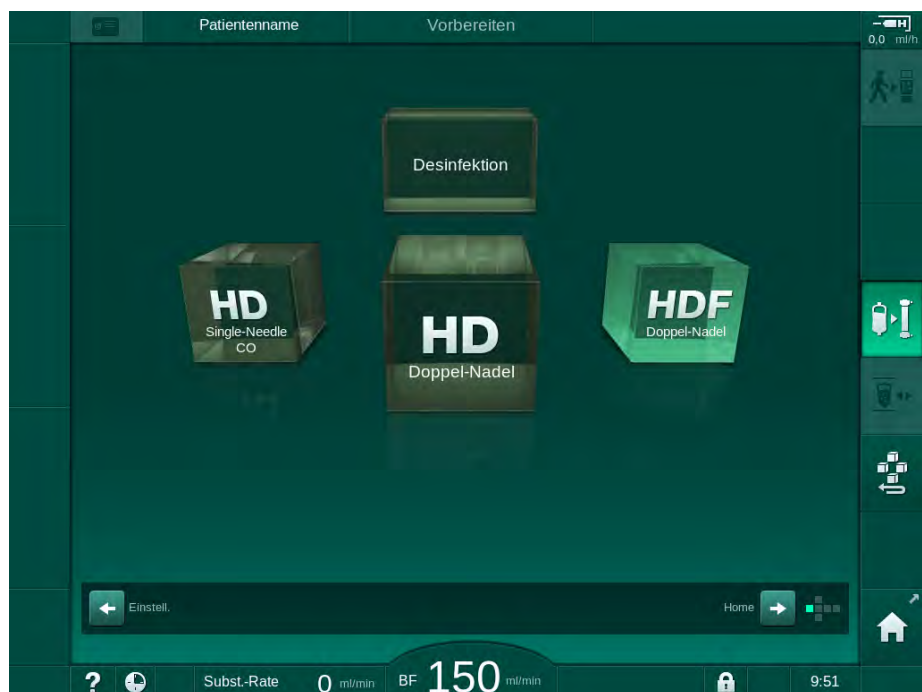 Patientenname
Vorbereiten
0,0 ml/h
Desinfektion
HD
Single-Needle
CO
HD
Doppel-Nadel
HDF
Doppel-Nadel
Einstell.
Home
? Subst.-Rate 0 ml/min BF 150 ml/min 9:51